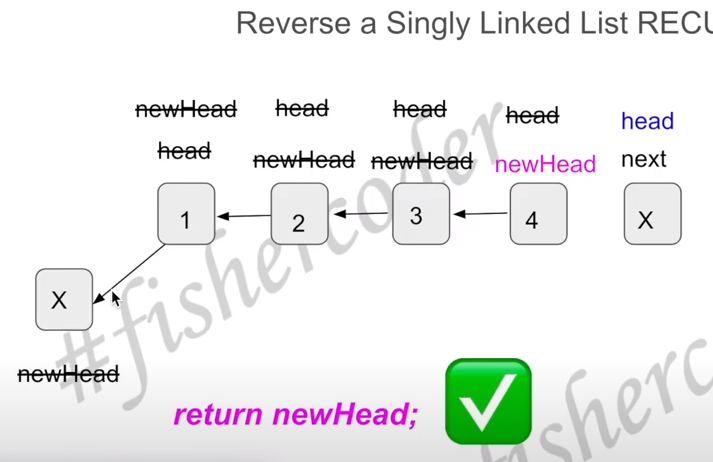 Reverse a Singly Linked List RECU
newHead head head head head
head newHead newHead newHead next
1 2 3 4 X
X
newHead
return newHead;
#fishercoder
fisherc